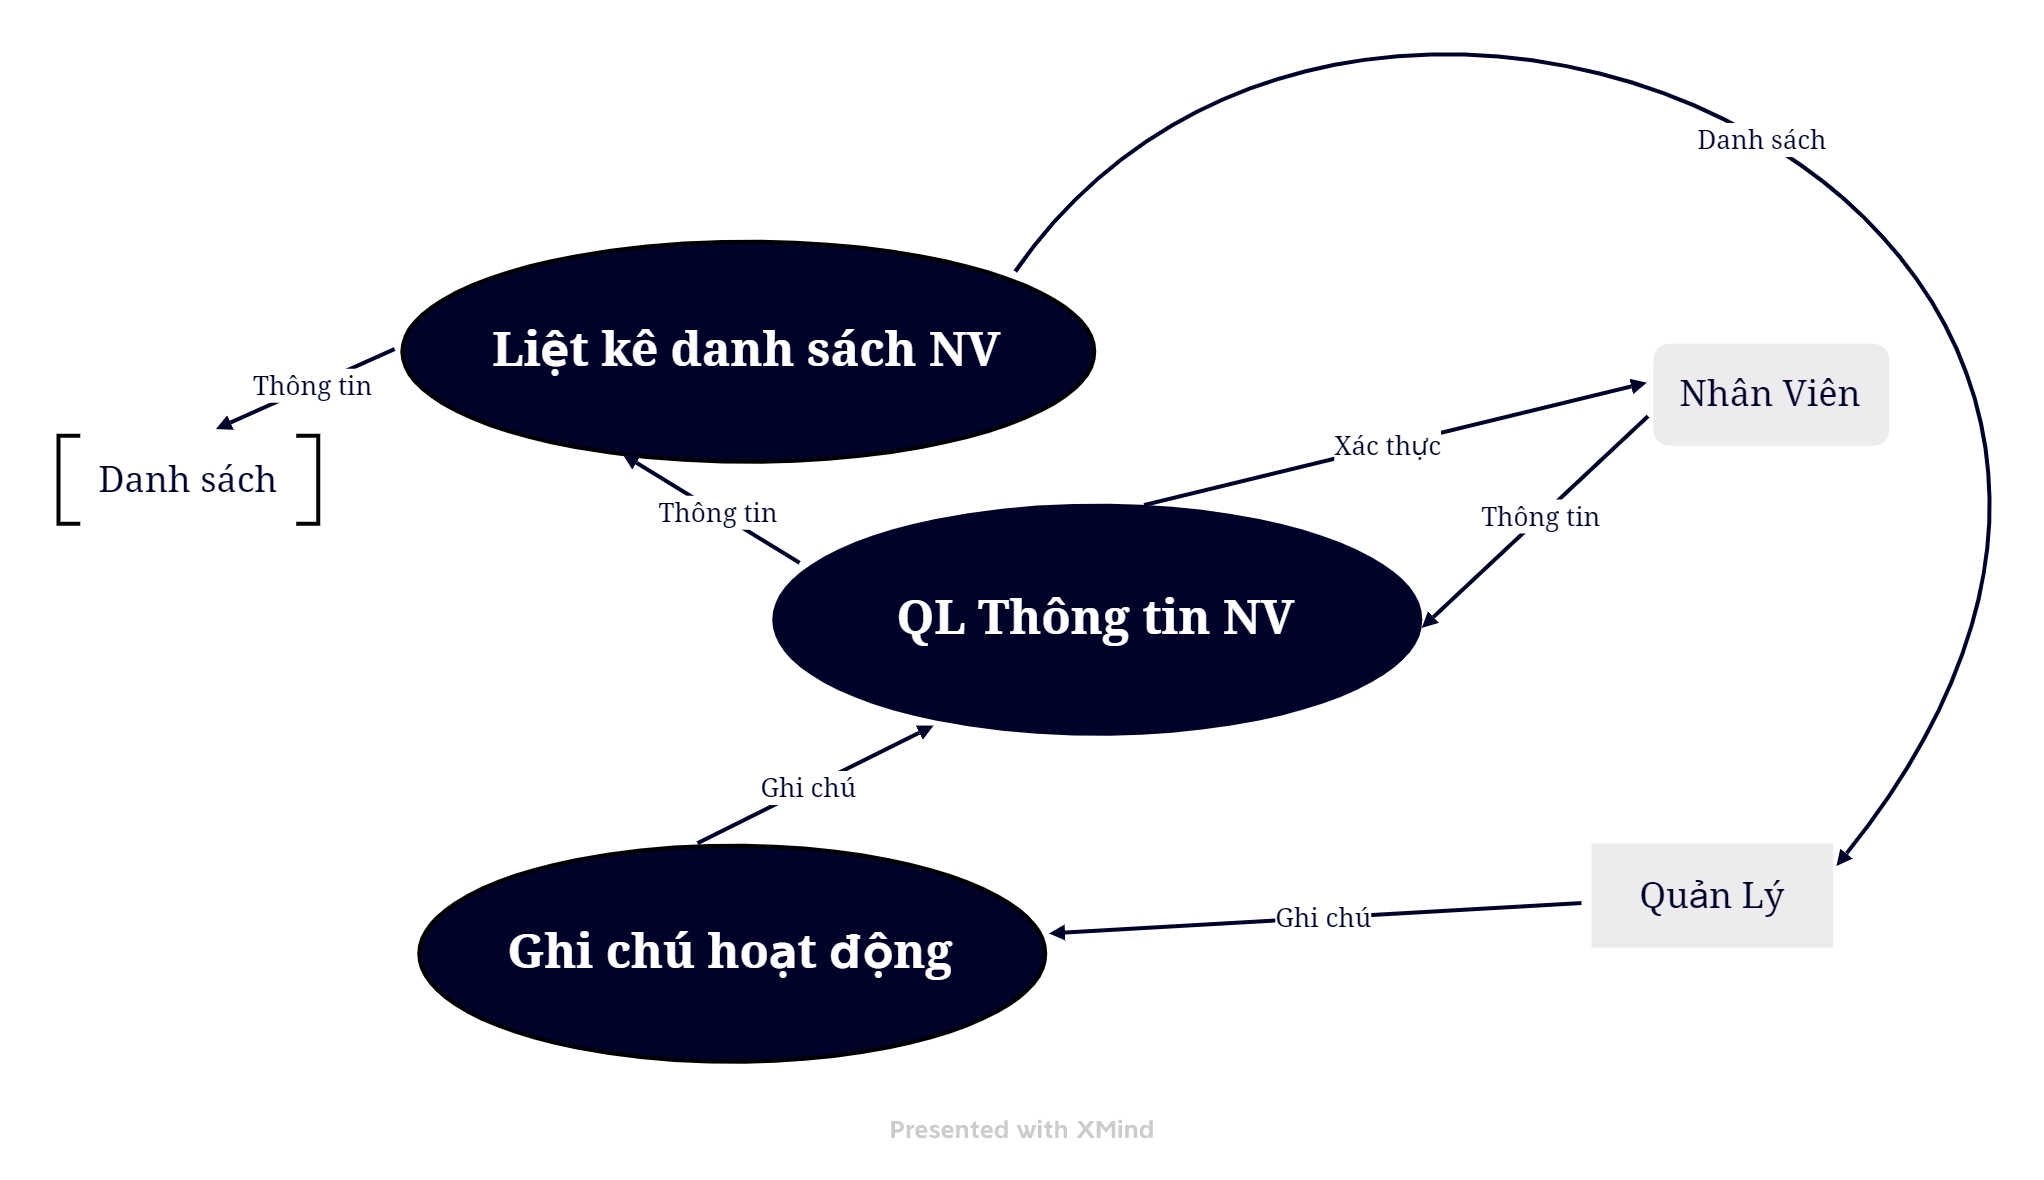 Danh sách
Liệt kê danh sách NV
Thông tin
Nhân Viên
Xác thực
Danh sách
Thông tin
Thông tin
QL Thông tin NV
Ghi chú
Quản Lý
Ghi chú
Ghi chú hoạt động
Presented with XMind